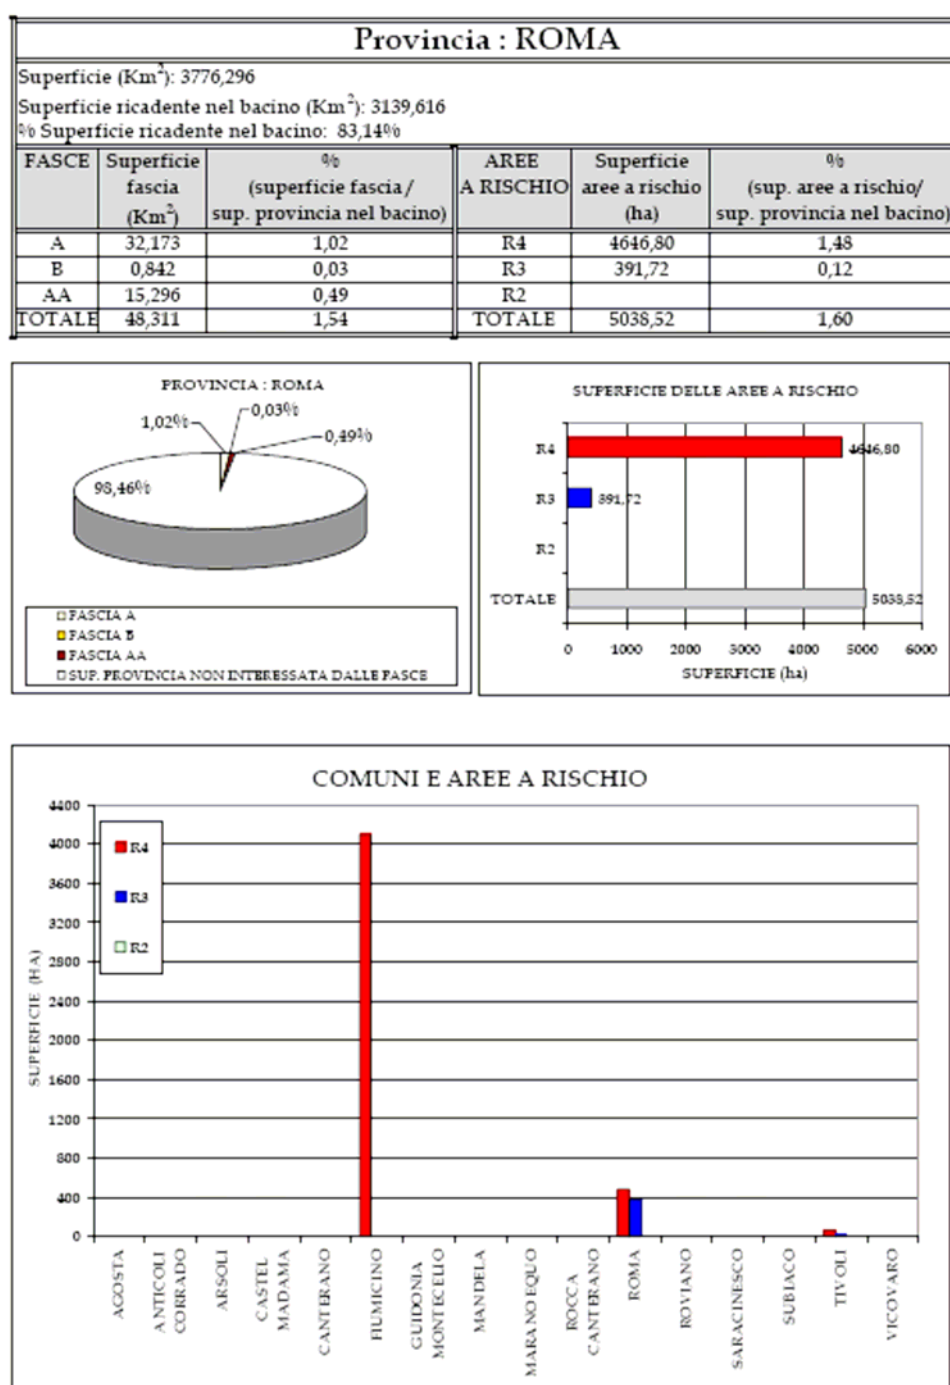 Provincia : ROMA
Superficie (Km²): 3776,296
Superficie ricadente nel bacino (Km²): 3139,616
% Superficie ricadente nel bacino: 83,14%
FASCE Superficie fascia (Km²) % (superficie fascia/ sup. provincia nel bacino) AREE A RISCHIO Superficie aree a rischio (ha) % (sup. aree a rischio/ sup. provincia nel bacino)
A 32,173 1,02 R4 4646,80 1,48
B 0,842 0,03 R3 391,72 0,12
AA 15,296 0,49 R2
TOTALE 48,311 1,54 TOTALE 5038,52 1,60
PROVINCIA : ROMA
1,02%
0,03%
0,49%
98,46%
FASCIA A
FASCIA B
FASCIA AA
SUP. PROVINCIA NON INTERESSATA DALLE FASCE
SUPERFICIE DELLE AREE A RISCHIO
R4 4646,80
R3 391,72
R2
TOTALE 5038,52
0 1000 2000 3000 4000 5000 6000
SUPERFICIE (ha)
COMUNI E AREE A RISCHIO
SUPERFICIE (HA)
4400
4000
3600
3200
2800
2400
2000
1600
1200
800
400
0
R4
R3
R2
AGOSTA
ANTICOLI
CORRADO
ARSOLI
CASTEL
MADAMA
CANTERANO
FIUMICINO
GUIDONIA
MONTECELIO
MANDELA
MARANO EQUO
ROCCA
CANTERANO
ROMA
ROVIANO
SARACINESCO
SUBIACO
TIVOLI
VICOVARO